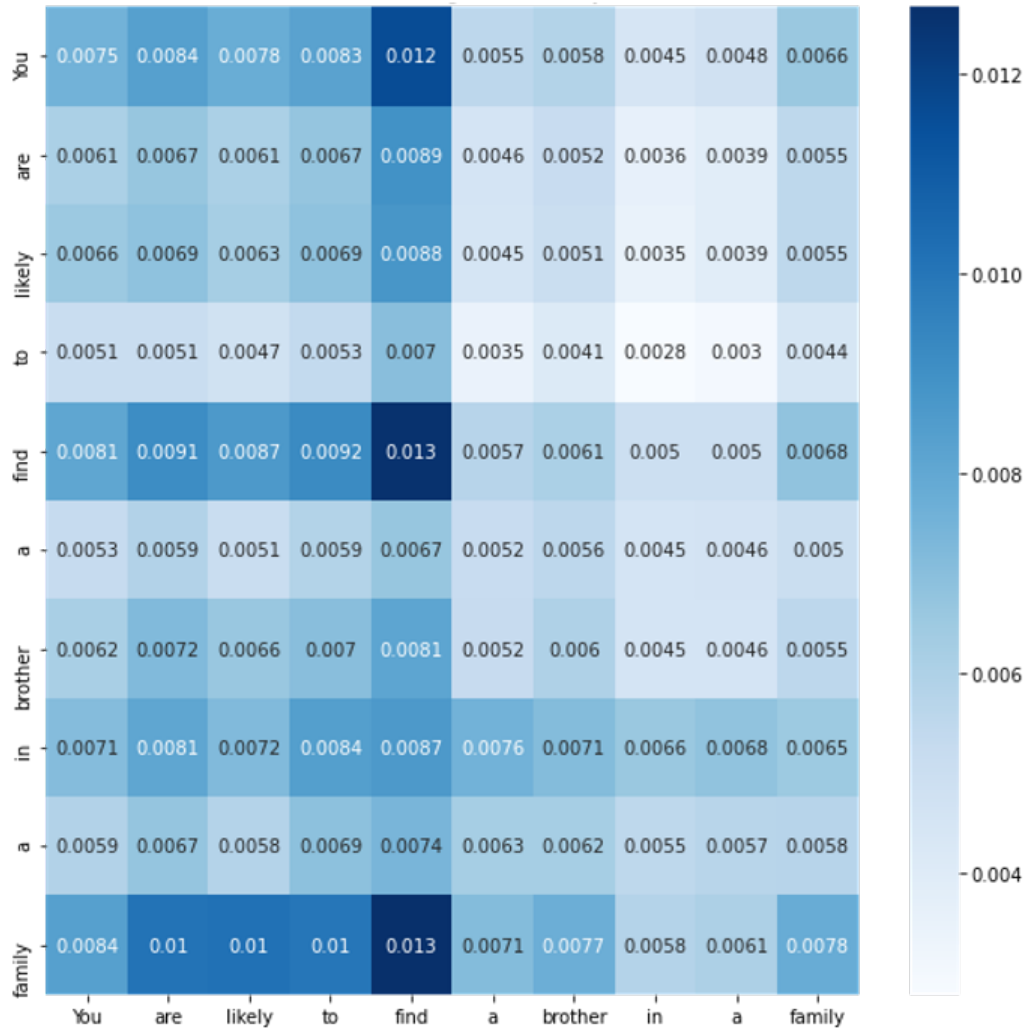 You 0.0075 0.0084 0.0078 0.0083 0.012 0.0055 0.0058 0.0045 0.0048 0.0066
are 0.0061 0.0067 0.0061 0.0067 0.0089 0.0046 0.0052 0.0036 0.0039 0.0055
likely 0.0066 0.0069 0.0063 0.0069 0.0088 0.0045 0.0051 0.0035 0.0039 0.0055
to 0.0051 0.0051 0.0047 0.0053 0.007 0.0035 0.0041 0.0028 0.003 0.0044
find 0.0081 0.0091 0.0087 0.0092 0.013 0.0057 0.0061 0.005 0.005 0.0068
a 0.0053 0.0059 0.0051 0.0059 0.0067 0.0052 0.0056 0.0045 0.0046 0.005
brother 0.0062 0.0072 0.0066 0.007 0.0081 0.0052 0.006 0.0045 0.0046 0.0055
in 0.0071 0.0081 0.0072 0.0084 0.0087 0.0076 0.0071 0.0066 0.0068 0.0065
a 0.0059 0.0067 0.0058 0.0069 0.0074 0.0063 0.0062 0.0055 0.0057 0.0058
family 0.0084 0.01 0.01 0.01 0.013 0.0071 0.0077 0.0058 0.0061 0.0078
You are likely to find a brother in a family
0.012
0.010
0.008
0.006
0.004